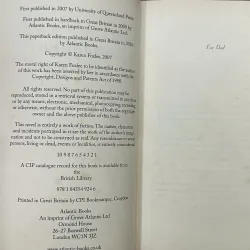 First published in 2007 by University of Queensland Press
First published in hardback in Great Britain in 2008 by
Atlantic Books, an imprint of Grove Atlantic Ltd.
This paperback edition published in Great Britain in
by Atlantic Books.
Copyright © Karen Foxlee, 2007
The moral right of Karen Foxlee to be identified as the author
of this work has been asserted by her in accordance with the
Copyright, Designs and Patents Act of 1988.
All rights reserved. No part of this publication may be
reproduced, stored in a retrieval system or transmitted in any form or
by any means, electronic, mechanical, photocopying, recording,
or otherwise, without the prior permission of both the copyright
owner and the above publisher of this book.
This novel is entirely a work of fiction. The names, characters
and incidents portrayed in it are the work of the author's imagination
and not to be construed as real. Any resemblance to actual
persons, living or dead, events or localities, is entirely coincidental.
10 9 8 7 6 5 4 3 2 1
A CIP catalogue record for this book is available from the
British Library
Printed in Great Britain by CPI Bookmarque, Croydon
Atlantic Books
An imprint of Grove Atlantic Ltd
Ormond House
26–27 Boswell Street
London WC1N 3JZ
www.atlantic-books.co.uk
For Dad